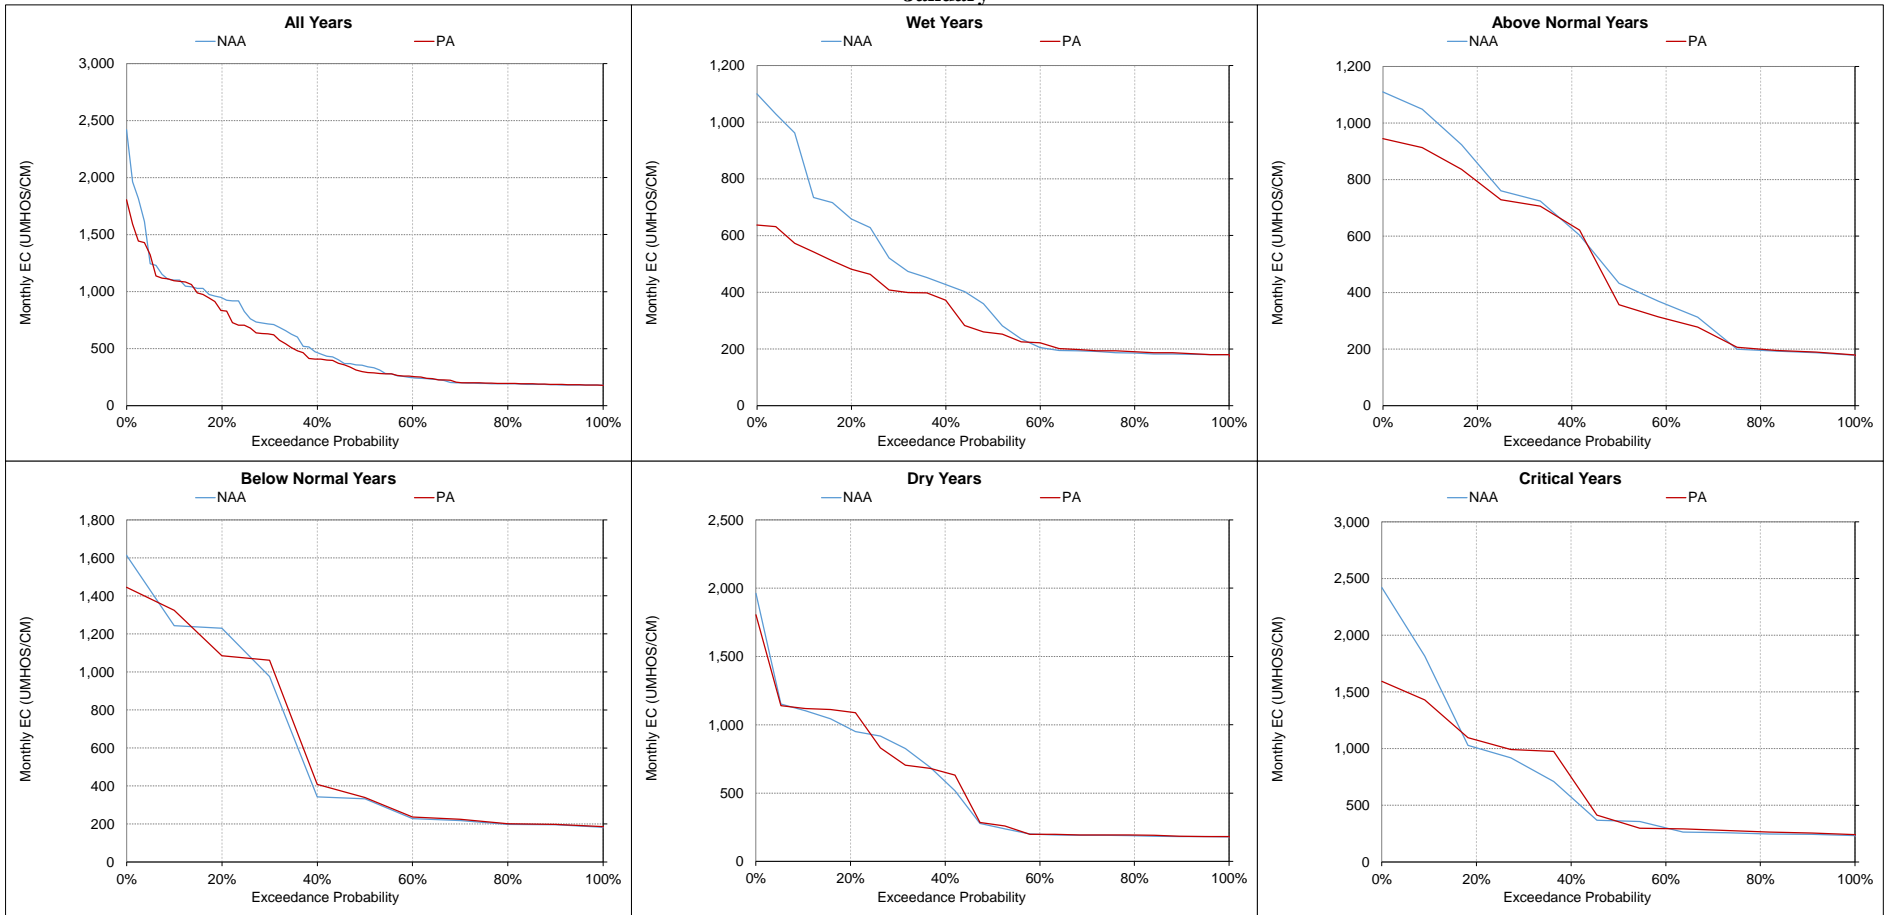 All Years
NAA PA
3,000
2,500
2,000
1,500
1,000
500
0
0% 20% 40% 60% 80% 100%
Monthly EC (UMHOS/CM)
Exceedance Probability
Wet Years
NAA PA
1,200
1,000
800
600
400
200
0
0% 20% 40% 60% 80% 100%
Monthly EC (UMHOS/CM)
Exceedance Probability
Above Normal Years
NAA PA
1,200
1,000
800
600
400
200
0
0% 20% 40% 60% 80% 100%
Monthly EC (UMHOS/CM)
Exceedance Probability
Below Normal Years
NAA PA
1,800
1,600
1,400
1,200
1,000
800
600
400
200
0
0% 20% 40% 60% 80% 100%
Monthly EC (UMHOS/CM)
Exceedance Probability
Dry Years
NAA PA
2,500
2,000
1,500
1,000
500
0
0% 20% 40% 60% 80% 100%
Monthly EC (UMHOS/CM)
Exceedance Probability
Critical Years
NAA PA
3,000
2,500
2,000
1,500
1,000
500
0
0% 20% 40% 60% 80% 100%
Monthly EC (UMHOS/CM)
Exceedance Probability